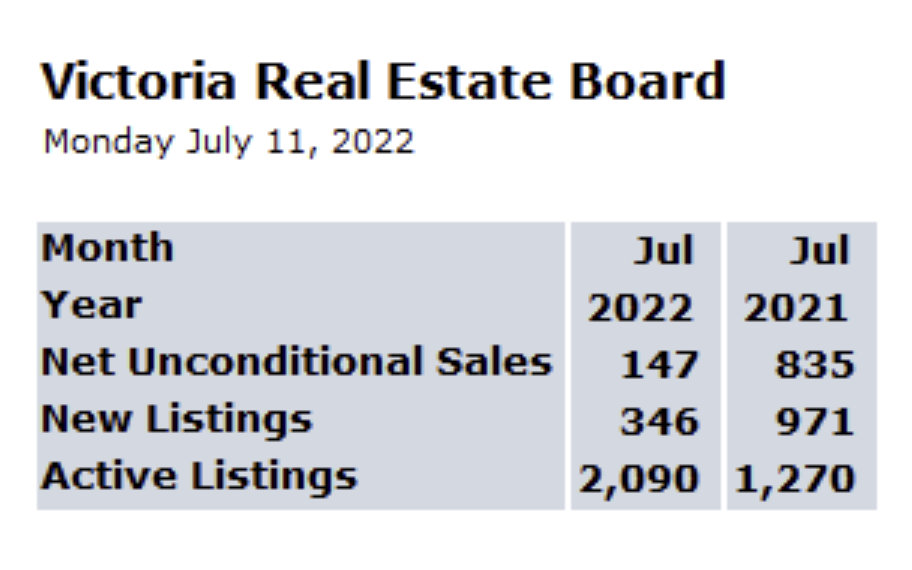 Victoria Real Estate Board
Monday July 11, 2022
Month Jul Jul
Year 2022 2021
Net Unconditional Sales 147 835
New Listings 346 971
Active Listings 2,090 1,270